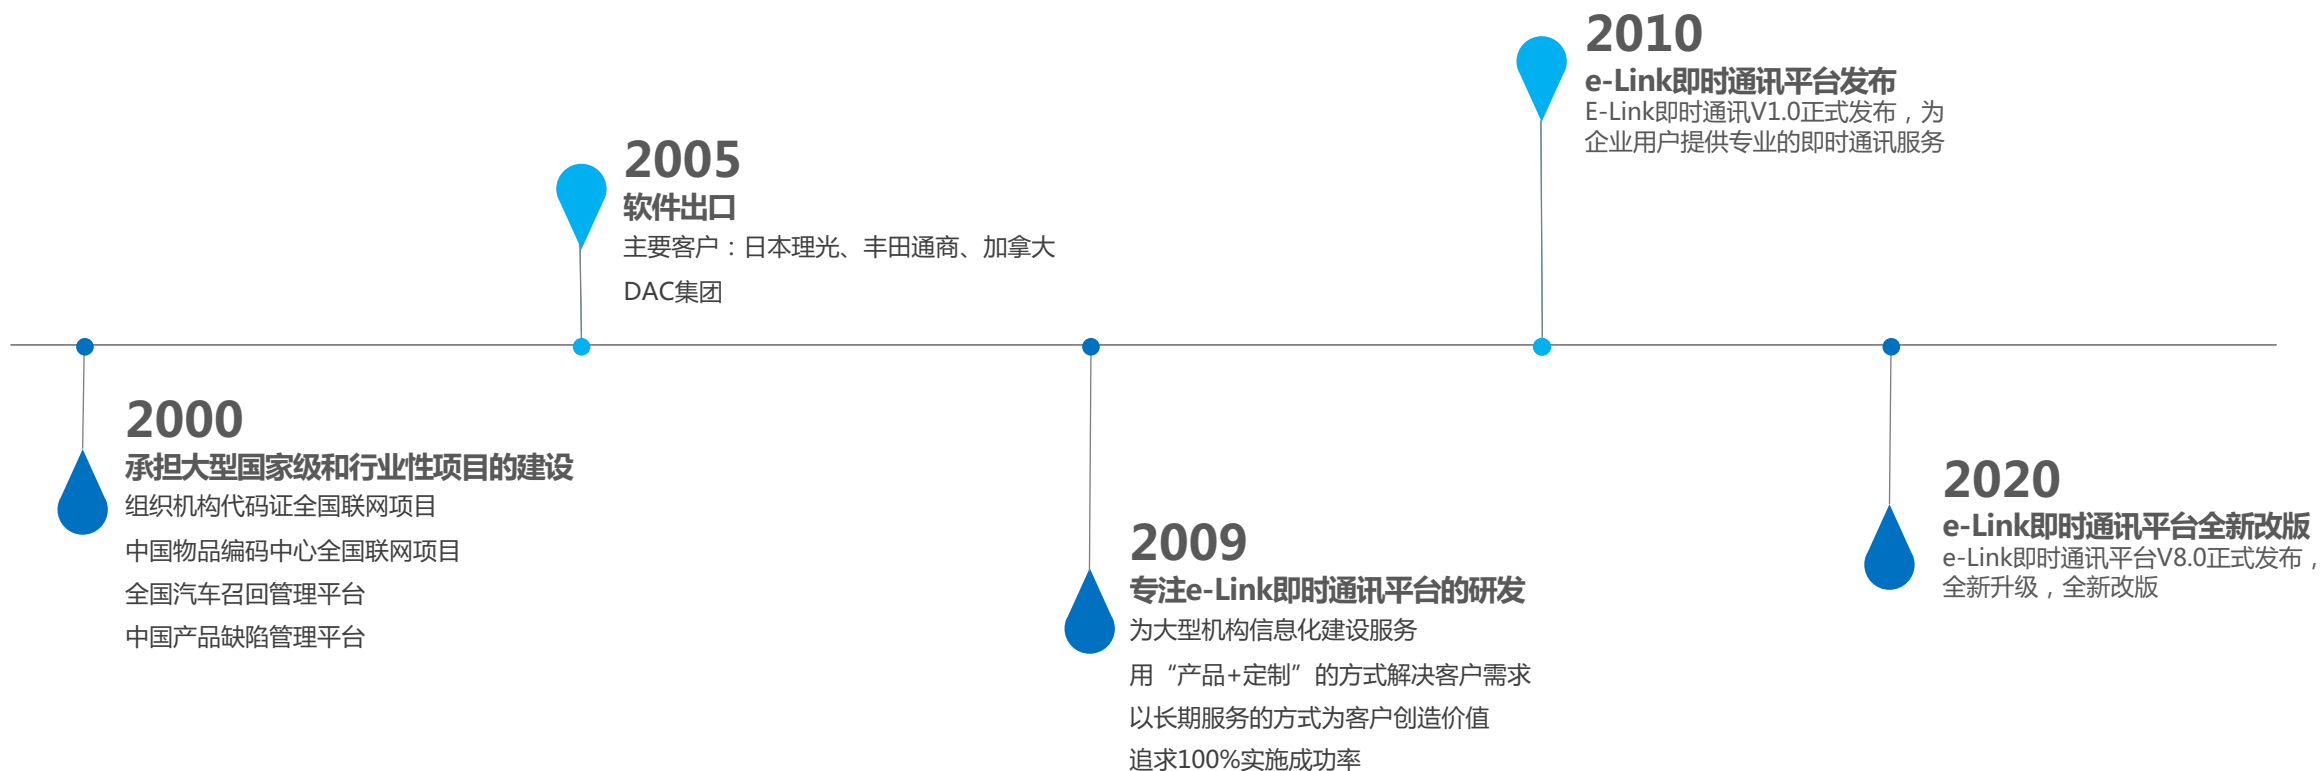 2000
承担大型国家级和行业性项目的建设
组织机构代码证全国联网项目
中国物品编码中心全国联网项目
全国汽车召回管理平台
中国产品缺陷管理平台
2005
软件出口
主要客户：日本理光、丰田通商、加拿大
DAC集团
2009
专注e-Link即时通讯平台的研发
为大型机构信息化建设服务
用“产品+定制”的方式解决客户需求
以长期服务的方式为客户创造价值
追求100%实施成功率
2010
e-Link即时通讯平台发布
E-Link即时通讯V1.0正式发布，为
企业用户提供专业的即时通讯服务
2020
e-Link即时通讯平台全新改版
e-Link即时通讯平台V8.0正式发布，
全新升级，全新改版